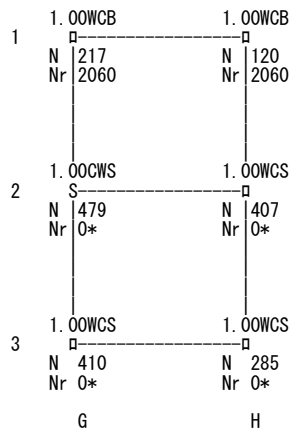 1.00WCB 1.00WCB
1
N 217 N 120
Nr 2060 Nr 2060
1.00CWS 1.00WCS
2 S
N 479 N 407
Nr 0* Nr 0*
1.00WCS 1.00WCS
3
N 410 N 285
Nr 0* Nr 0*
G H